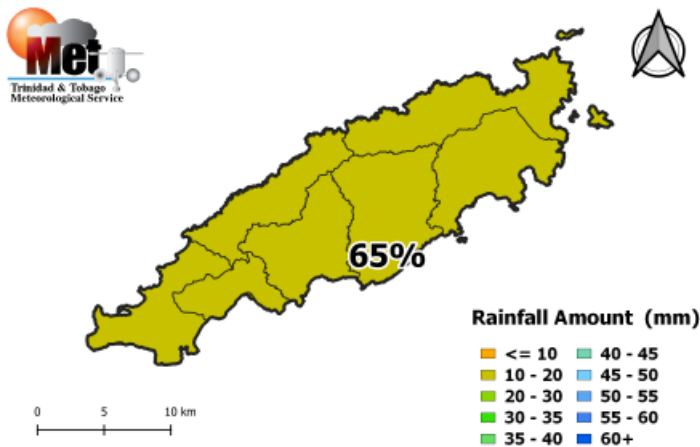 Met
Trinidad & Tobago
Meteorological Service
65%
Rainfall Amount (mm)
<= 10
10 - 20
20 - 30
30 - 35
35 - 40
40 - 45
45 - 50
50 - 55
55 - 60
60+
0 5 10 km